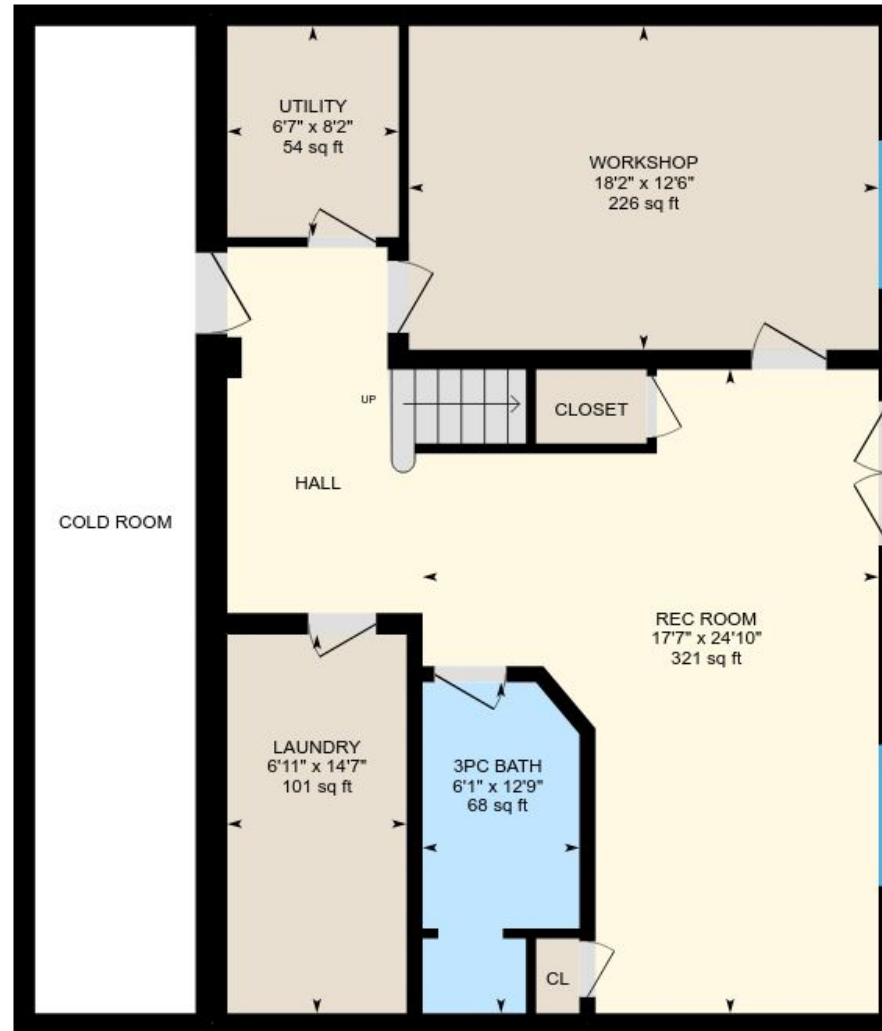 UTILITY
6'7" x 8'2"
54 sq ft
WORKSHOP
18'2" x 12'6"
226 sq ft
UP
CLOSET
HALL
COLD ROOM
REC ROOM
17'7" x 24'10"
321 sq ft
LAUNDRY
6'11" x 14'7"
101 sq ft
3PC BATH
6'1" x 12'9"
68 sq ft
CL